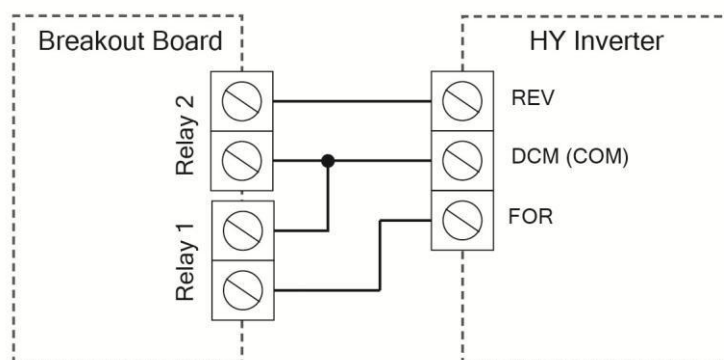 Breakout Board
HY Inverter
Relay 2
REV
DCM (COM)
Relay 1
FOR